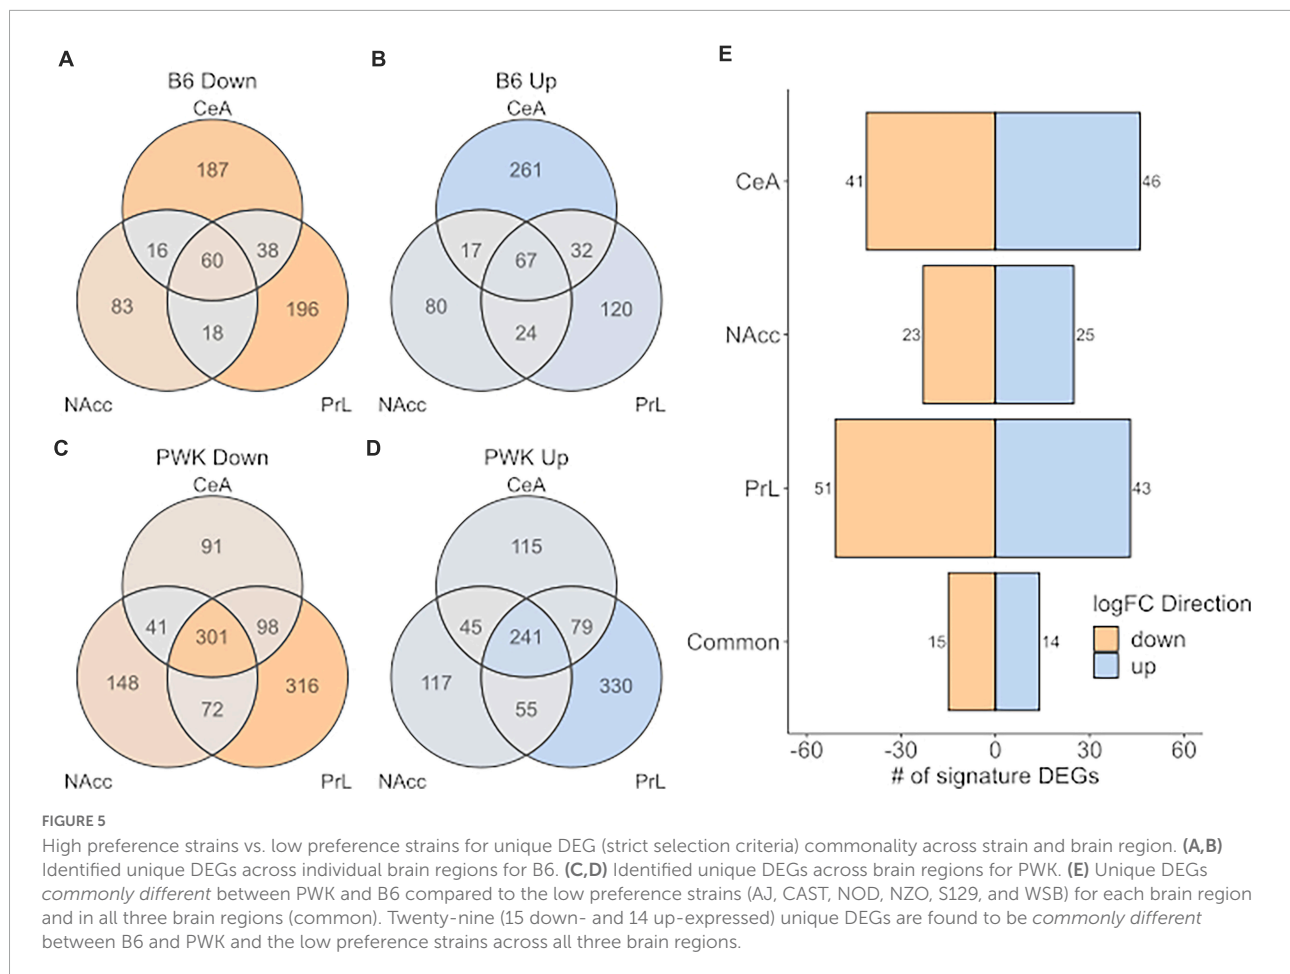 A
B6 Down
CeA
187
16
60
38
83
18
196
NAcc
PrL
B
B6 Up
CeA
261
17
67
32
80
24
120
NAcc
PrL
C
PWK Down
CeA
91
41
301
98
148
72
316
NAcc
PrL
D
PWK Up
CeA
115
45
241
79
117
55
330
NAcc
PrL
E
CeA
41
46
NAcc
23
25
PrL
51
43
Common
15
14
logFC Direction
down
up
-60
-30
0
30
60
# of signature DEGs
FIGURE 5
High preference strains vs. low preference strains for unique DEG (strict selection criteria) commonality across strain and brain region. (A,B)
Identified unique DEGs across individual brain regions for B6. (C,D) Identified unique DEGs across brain regions for PWK. (E) Unique DEGs
commonly different between PWK and B6 compared to the low preference strains (AJ, CAST, NOD, NZO, S129, and WSB) for each brain region
and in all three brain regions (common). Twenty-nine (15 down- and 14 up-expressed) unique DEGs are found to be commonly different
between B6 and PWK and the low preference strains across all three brain regions.